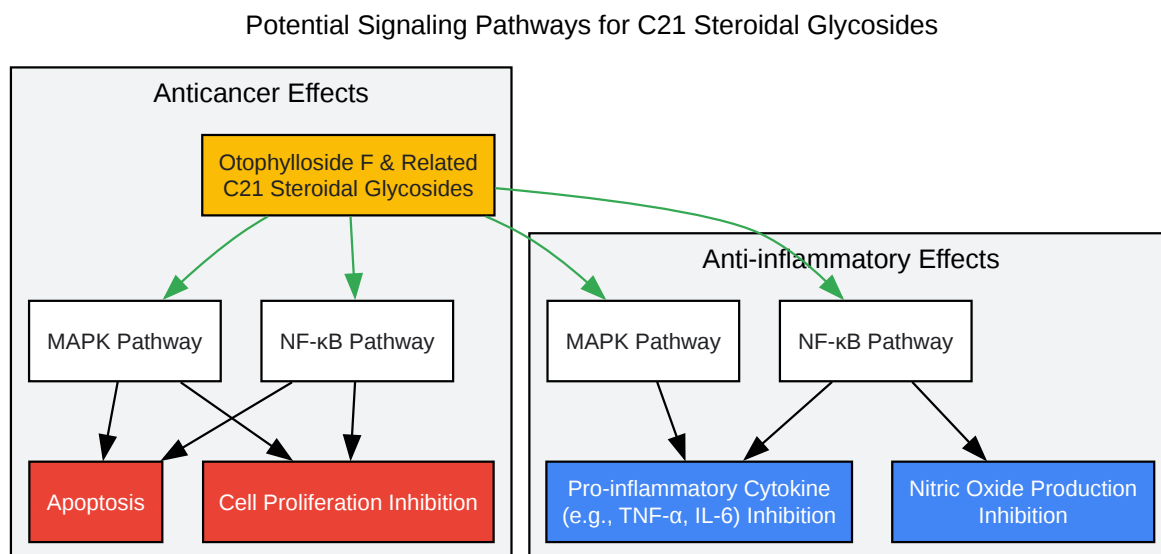 Potential Signaling Pathways for C21 Steroidal Glycosides
Anticancer Effects
Otophylloside F & Related
C21 Steroidal Glycosides
Anti-inflammatory Effects
MAPK Pathway
NF-κB Pathway
MAPK Pathway
NF-κB Pathway
Apoptosis
Cell Proliferation Inhibition
Pro-inflammatory Cytokine
(e.g., TNF-α, IL-6) Inhibition
Nitric Oxide Production
Inhibition